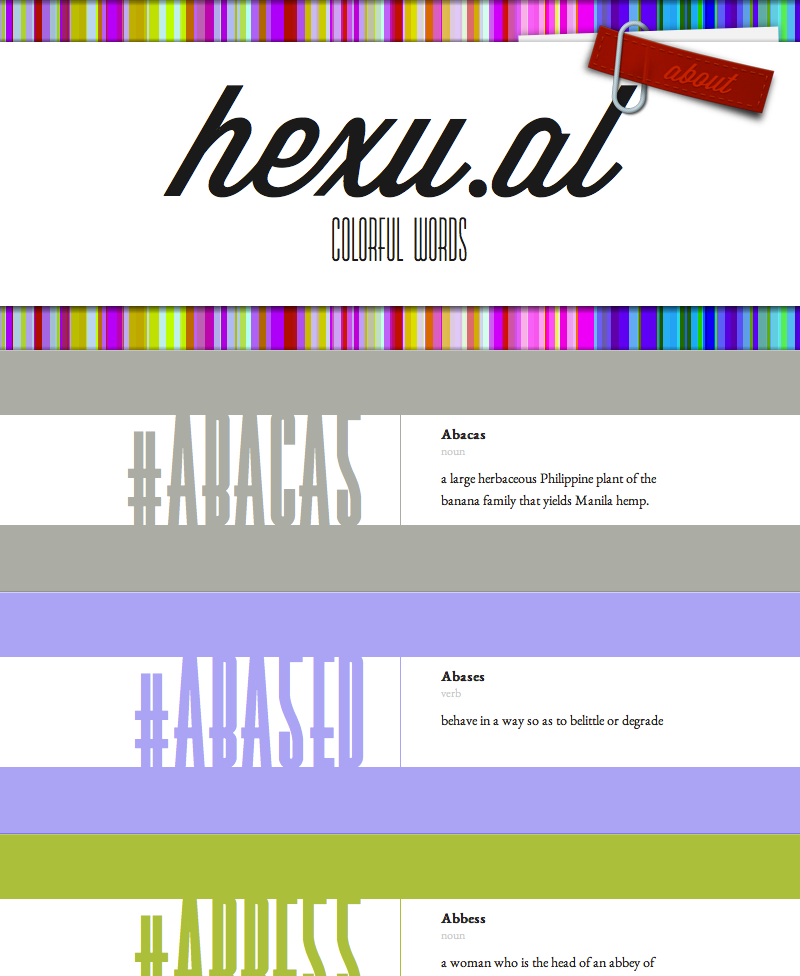 about
hexu.al
COLORFUL WORDS
#ABACAS
Abacas
noun
a large herbaceous Philippine plant of the
banana family that yields Manila hemp.
#ABASED
Abases
verb
behave in a way so as to belittle or degrade
#ABBE55
Abbess
noun
a woman who is the head of an abbey of